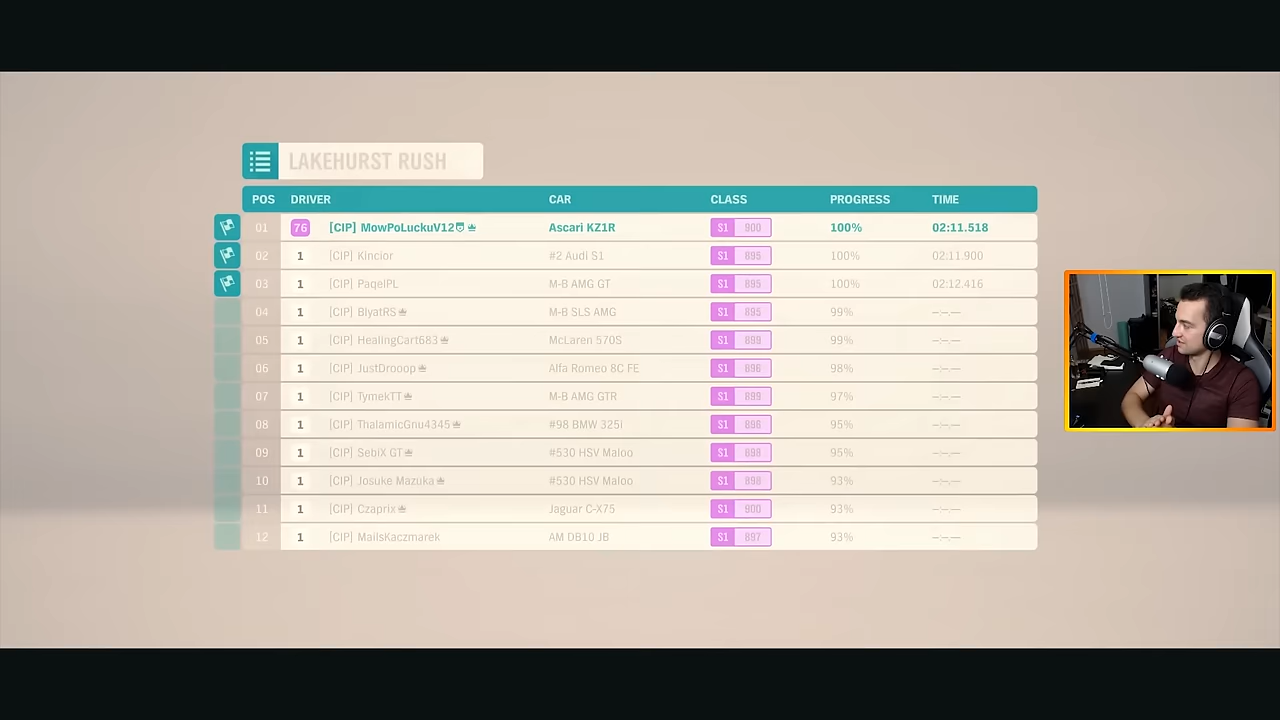 LAKEHURST RUSH
POS DRIVER CAR CLASS PROGRESS TIME
01 76 [CIP] MowPoLuckuV12 Ascari KZ1R S1 900 100% 02:11.518
02 1 [CIP] Kincior #2 Audi S1 S1 895 100% 02:11.900
03 1 [CIP] PaqelPL M-B AMG GT S1 895 100% 02:12.416
04 1 [CIP] BlyatRS M-B SLS AMG S1 895 99% --:--.---
05 1 [CIP] HealingCart683 McLaren 570S S1 899 99% --:--.---
06 1 [CIP] JustDrooop Alfa Romeo 8C FE S1 896 98% --:--.---
07 1 [CIP] TymekTT M-B AMG GTR S1 899 97% --:--.---
08 1 [CIP] ThalamicGnu4345 #98 BMW 325i S1 896 95% --:--.---
09 1 [CIP] SebiX GT #530 HSV Maloo S1 898 95% --:--.---
10 1 [CIP] Josuke Mazuka #530 HSV Maloo S1 898 93% --:--.---
11 1 [CIP] Czaprix Jaguar C-X75 S1 900 93% --:--.---
12 1 [CIP] MailsKaczmarek AM DB10 JB S1 897 93% --:--.---